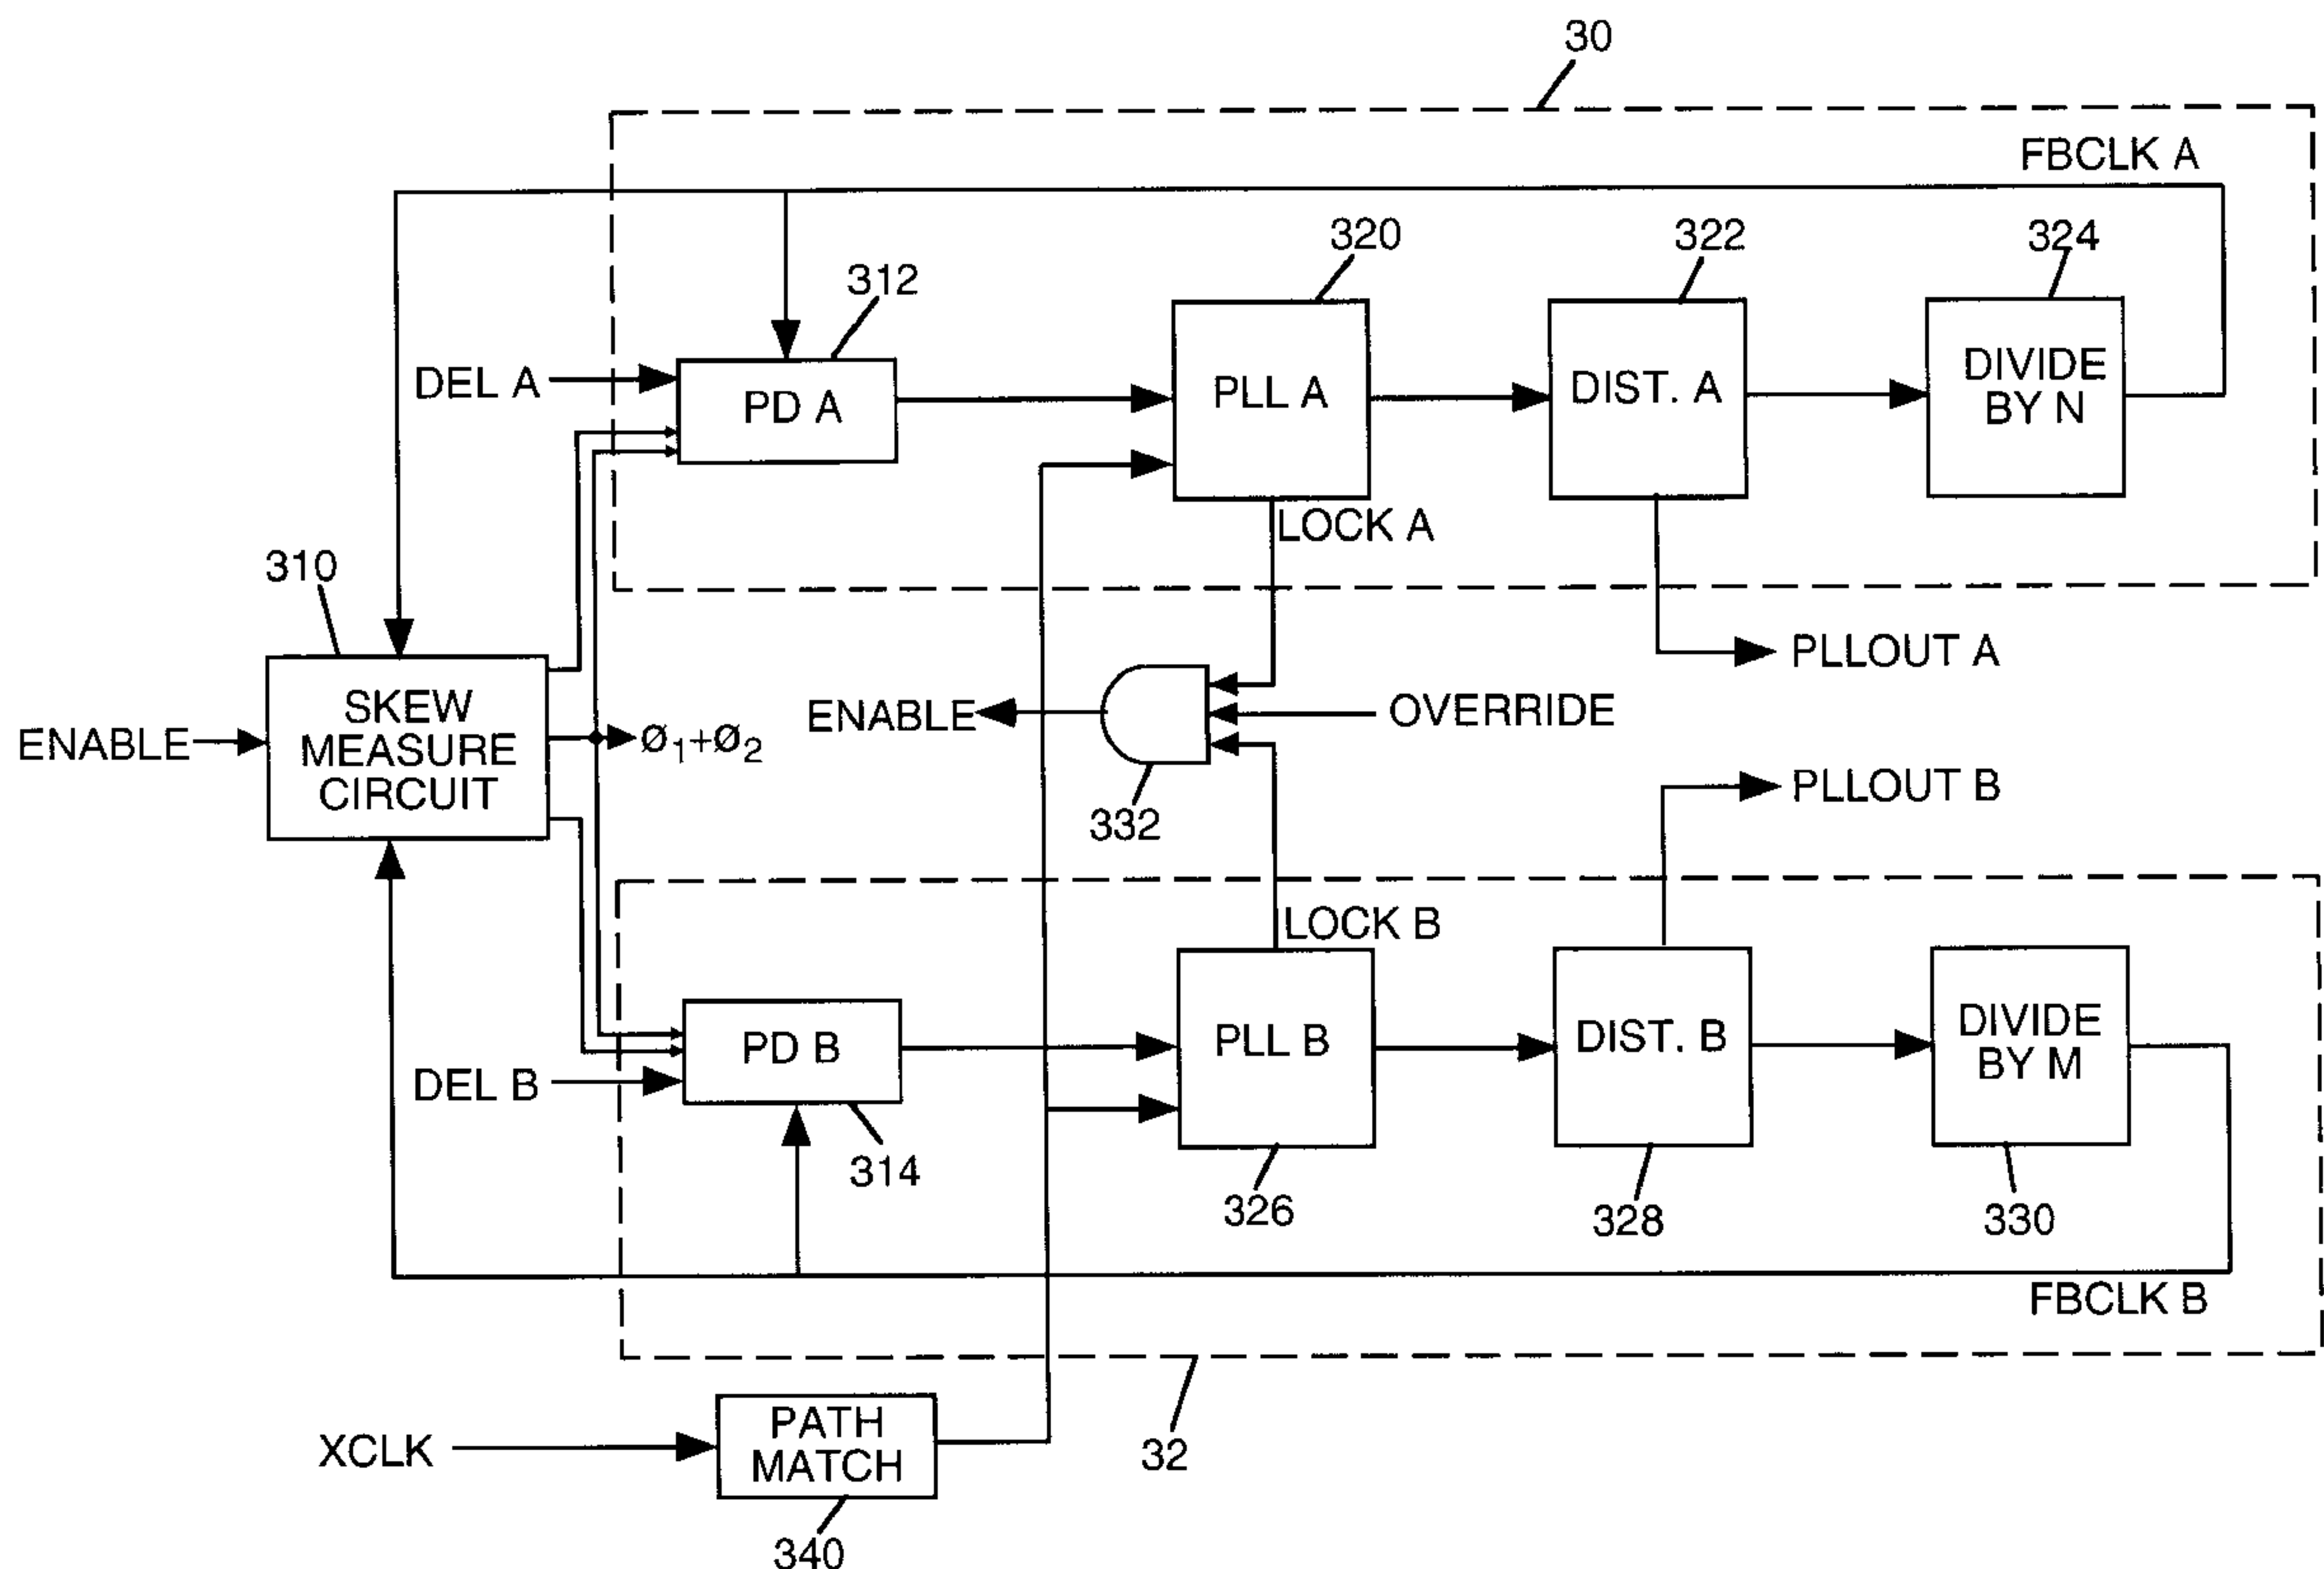 30
FBCLK A
320
322
324
312
DEL A
PD A
PLL A
DIST. A
DIVIDE
BY N
LOCK A
310
SKEW
MEASURE
CIRCUIT
ENABLE
Ø1+Ø2
ENABLE
OVERRIDE
PLLOUT A
332
PLLOUT B
LOCK B
DEL B
PD B
PLL B
DIST. B
DIVIDE
BY M
314
326
328
330
FBCLK B
XCLK
PATH
MATCH
32
340